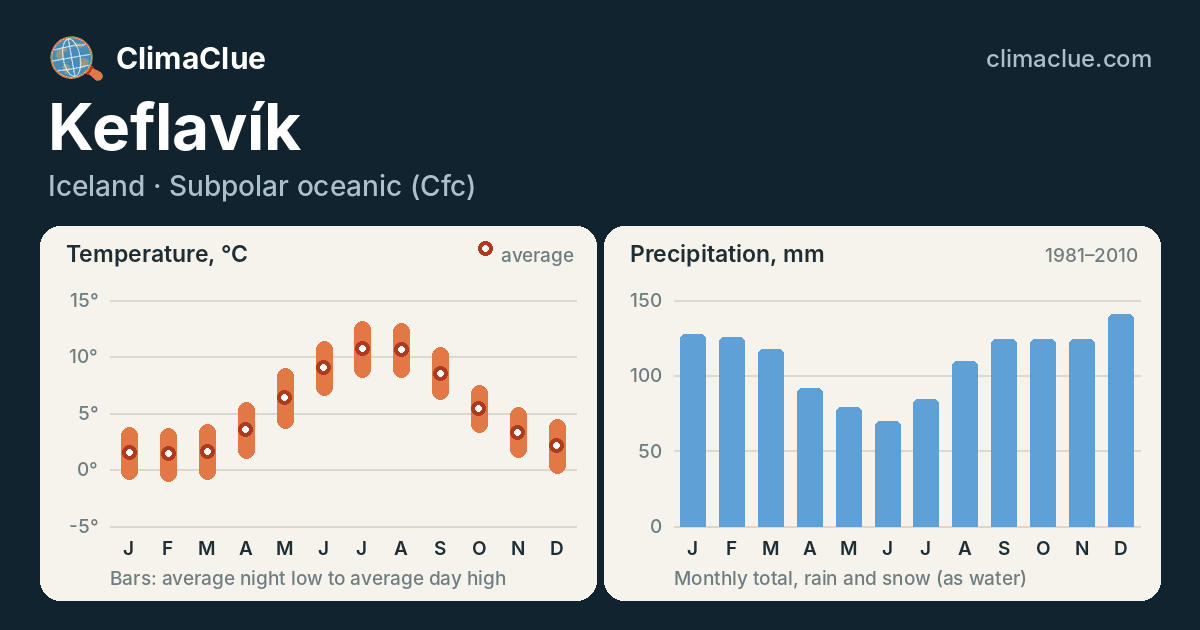 ClimaClue
climaclue.com
Keflavík
Iceland · Subpolar oceanic (Cfc)
Temperature, °C
average
15°
10°
5°
0°
-5°
J F M A M J J A S O N D
Bars: average night low to average day high
Precipitation, mm
1981–2010
150
100
50
0
J F M A M J J A S O N D
Monthly total, rain and snow (as water)